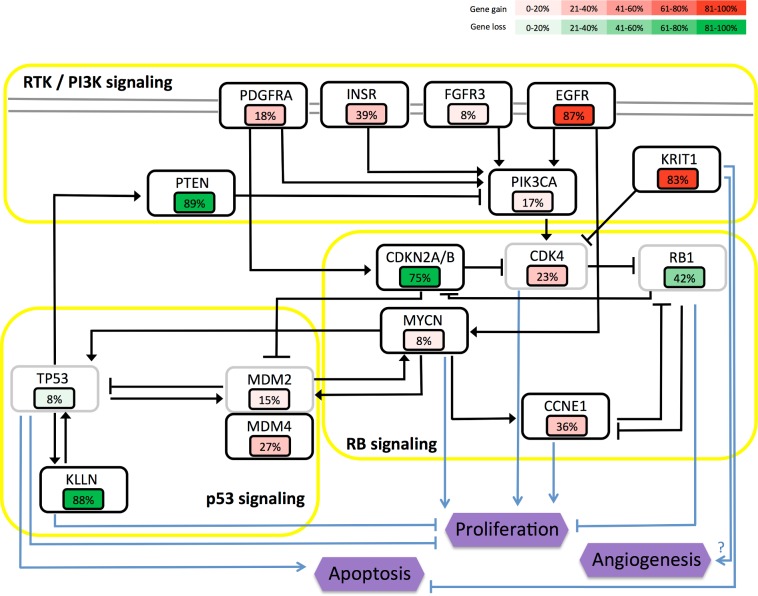 Gene gain 0-20% 21-40% 41-60% 61-80% 81-100%
Gene loss 0-20% 21-40% 41-60% 61-80% 81-100%
RTK / PI3K signaling
PDGFRA INSR FGFR3 EGFR
18% 39% 8% 87%
KRIT1
83%
PTEN
89%
PIK3CA
17%
CDKN2A/B CDK4 RB1
75% 23% 42%
MYCN
8%
TP53 MDM2
8% 15%
MDM4
27%
CCNE1
36%
RB signaling
KLLN
88%
p53 signaling
Proliferation
Angiogenesis ?
Apoptosis